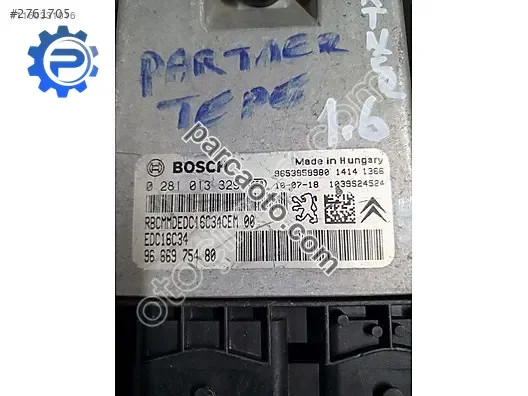 #2761705
PARTNER
TEPE
1.6
BOSCH
Made in Hungary
9653958980 1414 1366
0 281 013 329
10-07-18 1039S24524
RBCMMDEDC16C34CEM 00
EDC16C34
96 669 754 80
parcaoto.com